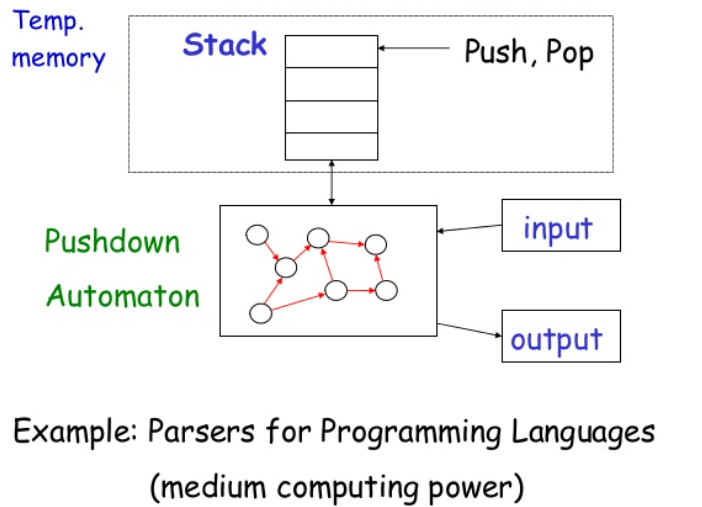 Temp.
memory
Stack
Push, Pop
Pushdown
Automaton
input
output
Example: Parsers for Programming Languages
(medium computing power)